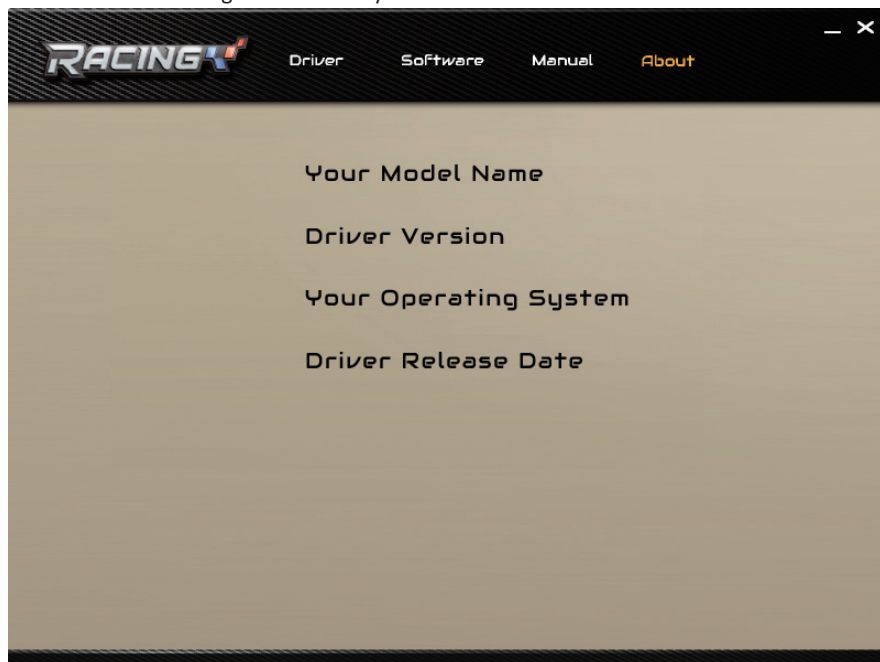 RACING
Driver Software Manual About
Your Model Name
Driver Version
Your Operating System
Driver Release Date